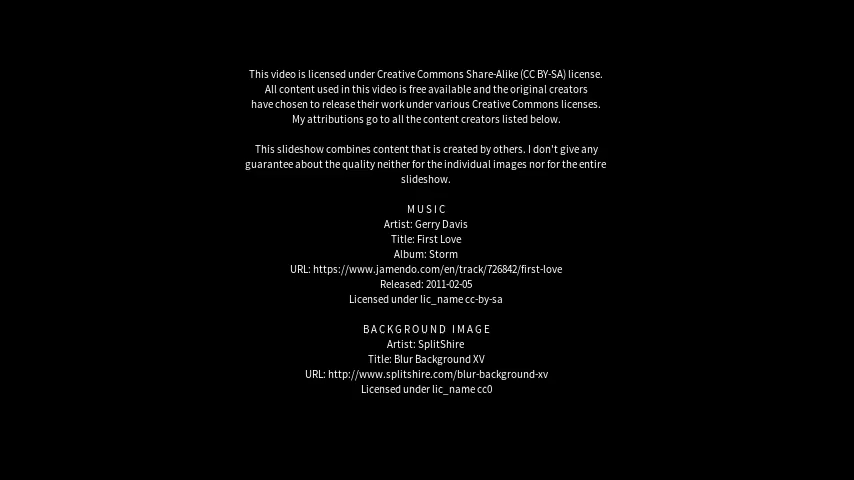 This video is licensed under Creative Commons Share-Alike (CC BY-SA) license.
All content used in this video is free available and the original creators
have chosen to release their work under various Creative Commons licenses.
My attributions go to all the content creators listed below.
This slideshow combines content that is created by others. I don't give any
guarantee about the quality neither for the individual images nor for the entire
slideshow.
MUSIC
Artist: Gerry Davis
Title: First Love
Album: Storm
URL: https://www.jamendo.com/en/track/726842/first-love
Released: 2011-02-05
Licensed under lic_name cc-by-sa
BACKGROUND IMAGE
Artist: SplitShire
Title: Blur Background XV
URL: http://www.splitshire.com/blur-background-xv
Licensed under lic_name cc0